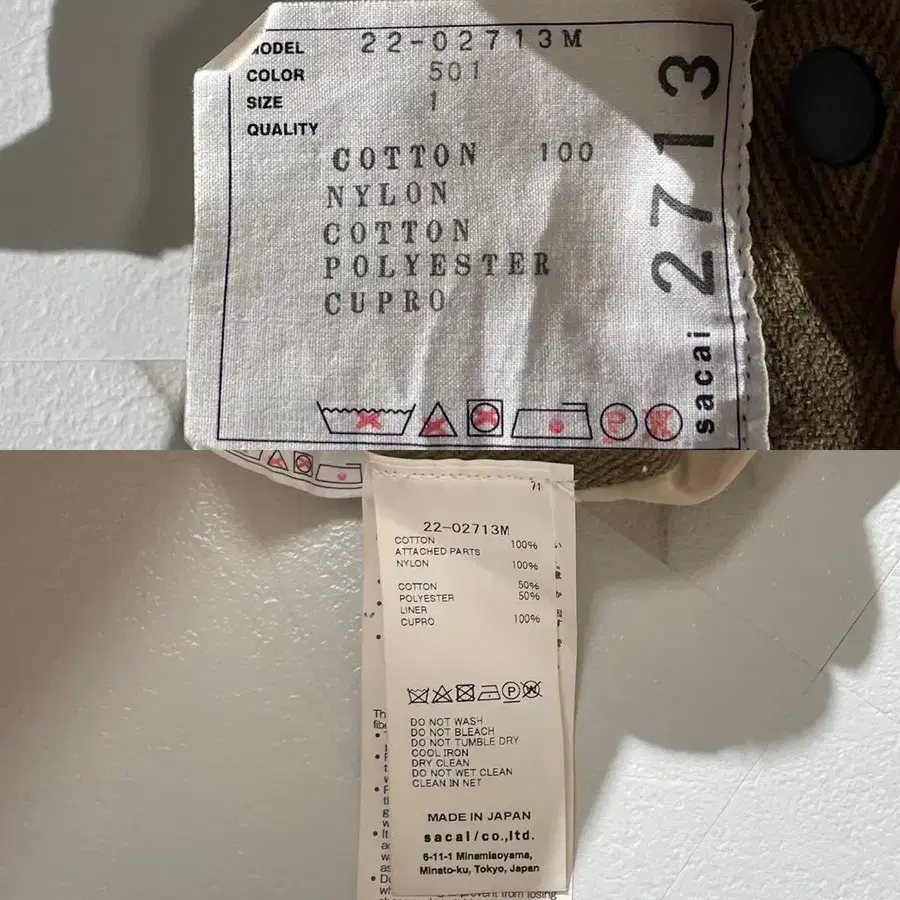 MODEL 22-02713M
COLOR 501
SIZE 1
QUALITY
COTTON 100
NYLON
COTTON
POLYESTER
CUPRO
sacai 2713
P
71
22-02713M
COTTON 100%
ATTACHED PARTS
NYLON 100%
COTTON 50%
POLYESTER 50%
LINER
CUPRO 100%
P W
DO NOT WASH
DO NOT BLEACH
DO NOT TUMBLE DRY
COOL IRON
DRY CLEAN
DO NOT WET CLEAN
CLEAN IN NET
MADE IN JAPAN
sacai/co.,ltd.
6-11-1 Minamiaoyama,
Minato-ku, Tokyo, Japan
from losing